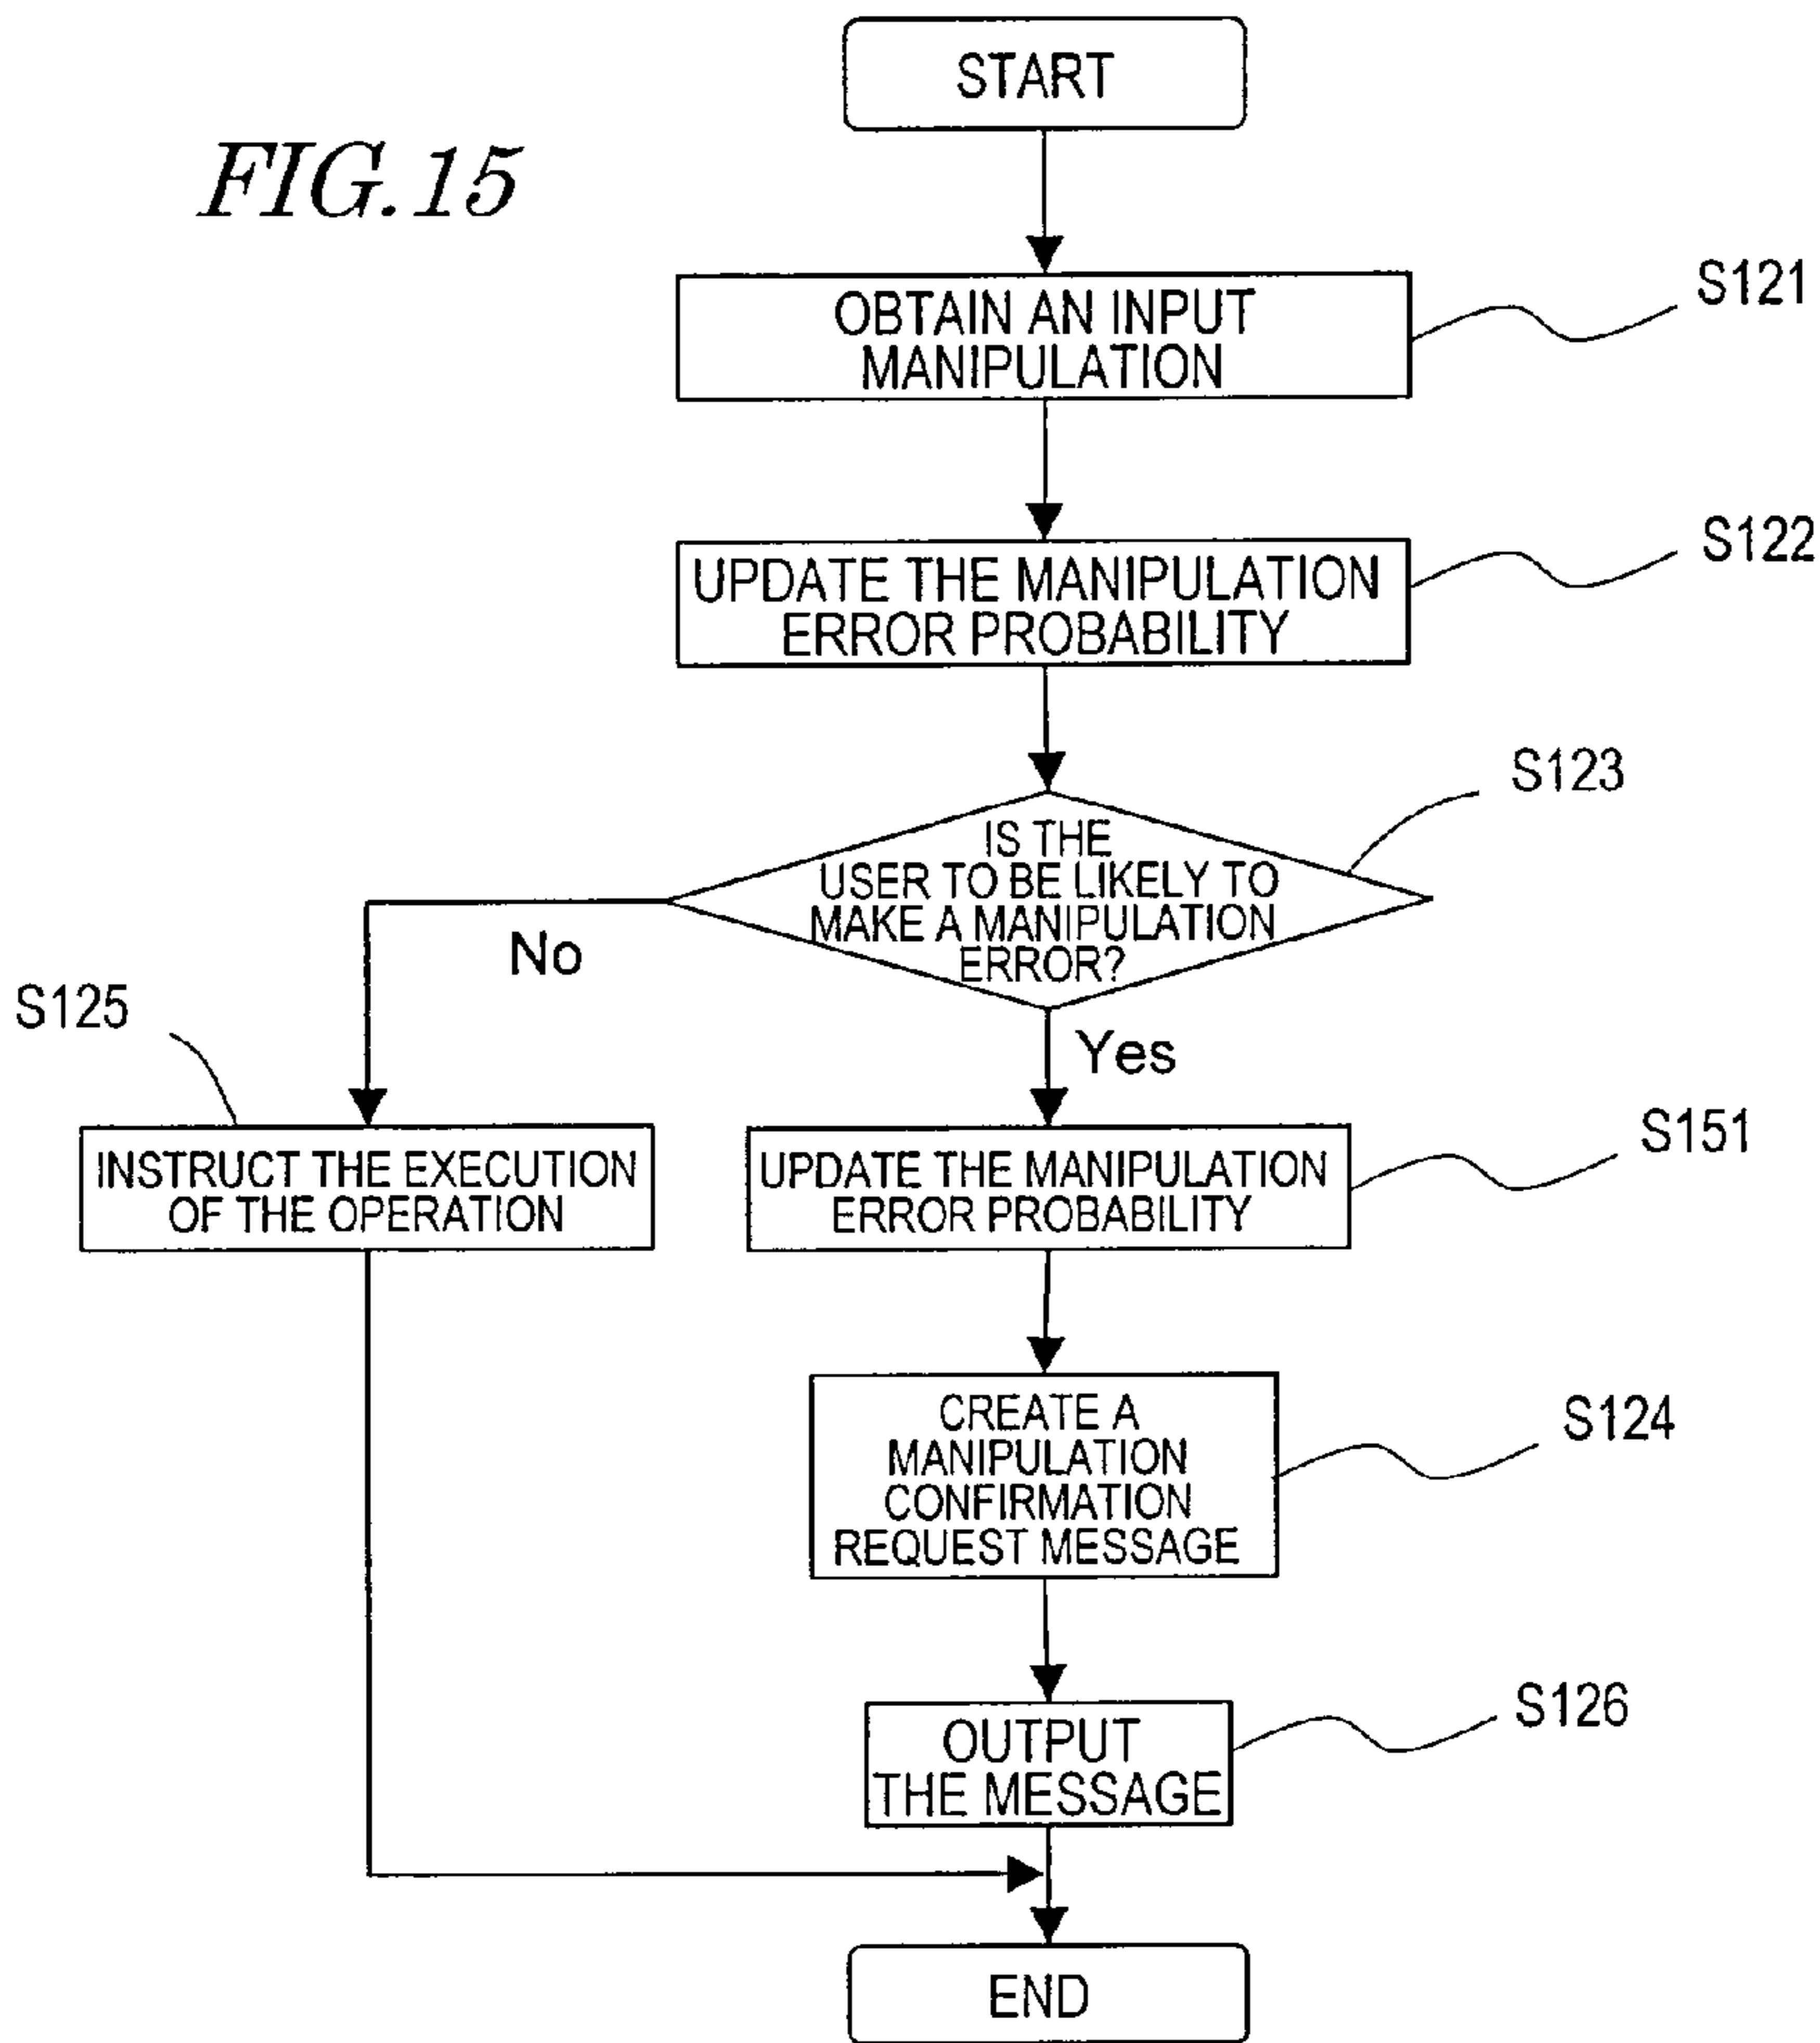 FIG.15
START
OBTAIN AN INPUT
MANIPULATION
S121
UPDATE THE MANIPULATION
ERROR PROBABILITY
S122
IS THE
USER TO BE LIKELY TO
MAKE A MANIPULATION
ERROR?
S123
No
Yes
S125
INSTRUCT THE EXECUTION
OF THE OPERATION
UPDATE THE MANIPULATION
ERROR PROBABILITY
S151
CREATE A
MANIPULATION
CONFIRMATION
REQUEST MESSAGE
S124
OUTPUT
THE MESSAGE
S126
END